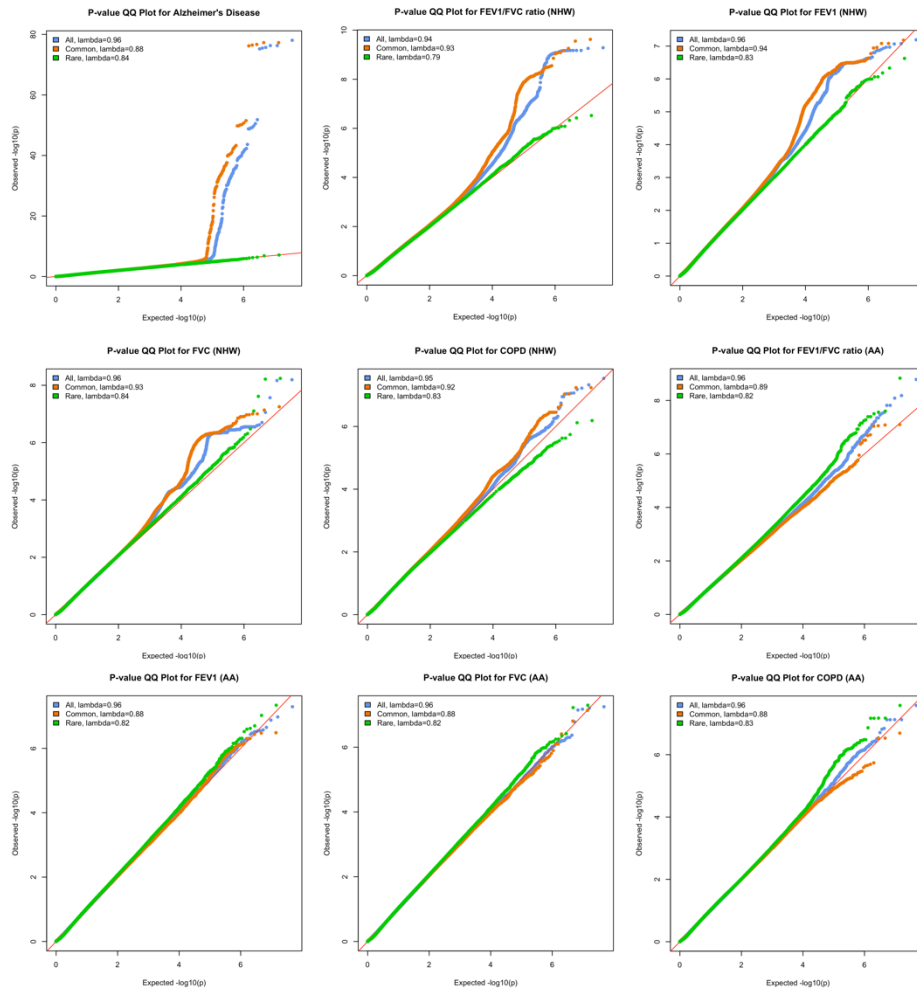 P-value QQ Plot for Alzheimer's Disease
All, lambda=0.96
Common, lambda=0.88
Rare, lambda=0.84
Observed -log10(p)
0 20 40 60 80
0 2 4 6
Expected -log10(p)
P-value QQ Plot for FEV1/FVC ratio (NHW)
All, lambda=0.94
Common, lambda=0.93
Rare, lambda=0.79
Observed -log10(p)
0 2 4 6 8 10
0 2 4 6
Expected -log10(p)
P-value QQ Plot for FEV1 (NHW)
All, lambda=0.96
Common, lambda=0.94
Rare, lambda=0.83
Observed -log10(p)
0 1 2 3 4 5 6 7
0 2 4 6
Expected -log10(p)
P-value QQ Plot for FVC (NHW)
All, lambda=0.96
Common, lambda=0.93
Rare, lambda=0.84
Observed -log10(p)
0 2 4 6 8
0 2 4 6
Expected -log10(p)
P-value QQ Plot for COPD (NHW)
All, lambda=0.95
Common, lambda=0.92
Rare, lambda=0.83
Observed -log10(p)
0 2 4 6
0 2 4 6
Expected -log10(p)
P-value QQ Plot for FEV1/FVC ratio (AA)
All, lambda=0.96
Common, lambda=0.89
Rare, lambda=0.82
Observed -log10(p)
0 2 4 6 8
0 2 4 6
Expected -log10(p)
P-value QQ Plot for FEV1 (AA)
All, lambda=0.96
Common, lambda=0.88
Rare, lambda=0.82
Observed -log10(p)
0 2 4 6
0 2 4 6
Expected -log10(p)
P-value QQ Plot for FVC (AA)
All, lambda=0.96
Common, lambda=0.88
Rare, lambda=0.82
Observed -log10(p)
0 2 4 6
0 2 4 6
Expected -log10(p)
P-value QQ Plot for COPD (AA)
All, lambda=0.96
Common, lambda=0.88
Rare, lambda=0.83
Observed -log10(p)
0 2 4 6
0 2 4 6
Expected -log10(p)